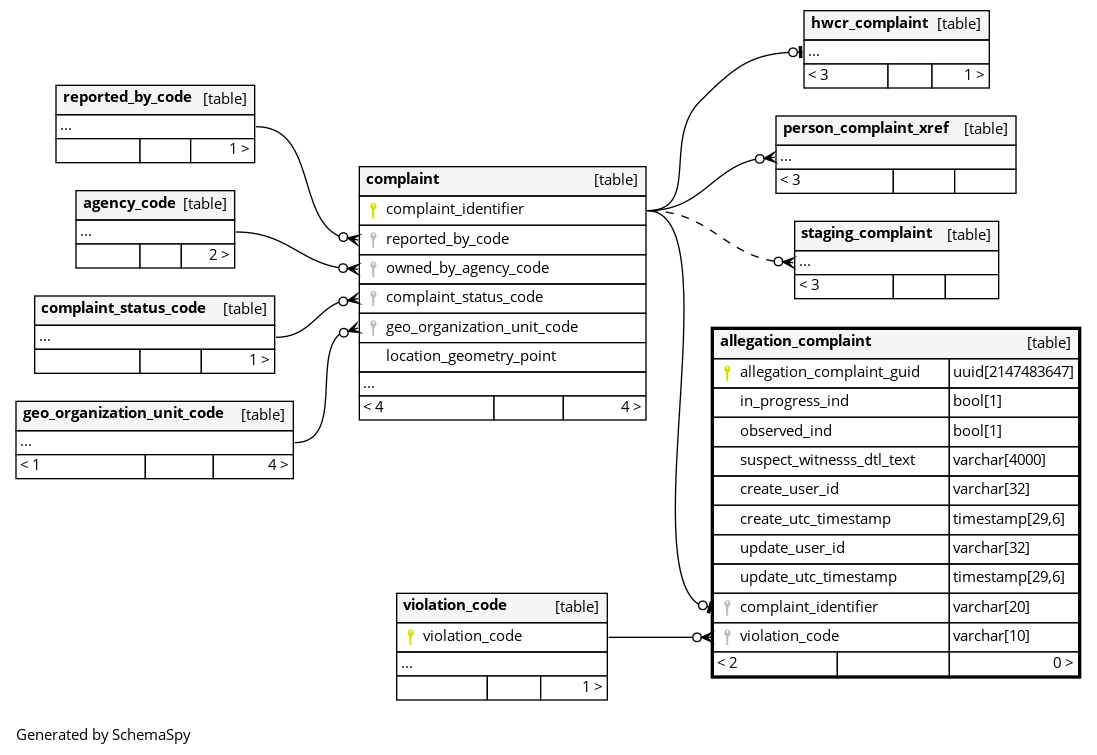 hwcr_complaint [table]
...
< 3 1 >
reported_by_code [table]
...
1 >
person_complaint_xref [table]
...
< 3
agency_code [table]
...
2 >
complaint [table]
complaint_identifier
reported_by_code
owned_by_agency_code
complaint_status_code
geo_organization_unit_code
location_geometry_point
...
< 4 4 >
staging_complaint [table]
...
< 3
complaint_status_code [table]
...
1 >
geo_organization_unit_code [table]
...
< 1 4 >
allegation_complaint [table]
allegation_complaint_guid uuid[2147483647]
in_progress_ind bool[1]
observed_ind bool[1]
suspect_witnesss_dtl_text varchar[4000]
create_user_id varchar[32]
create_utc_timestamp timestamp[29,6]
update_user_id varchar[32]
update_utc_timestamp timestamp[29,6]
complaint_identifier varchar[20]
violation_code varchar[10]
< 2 0 >
violation_code [table]
violation_code
...
1 >
Generated by SchemaSpy